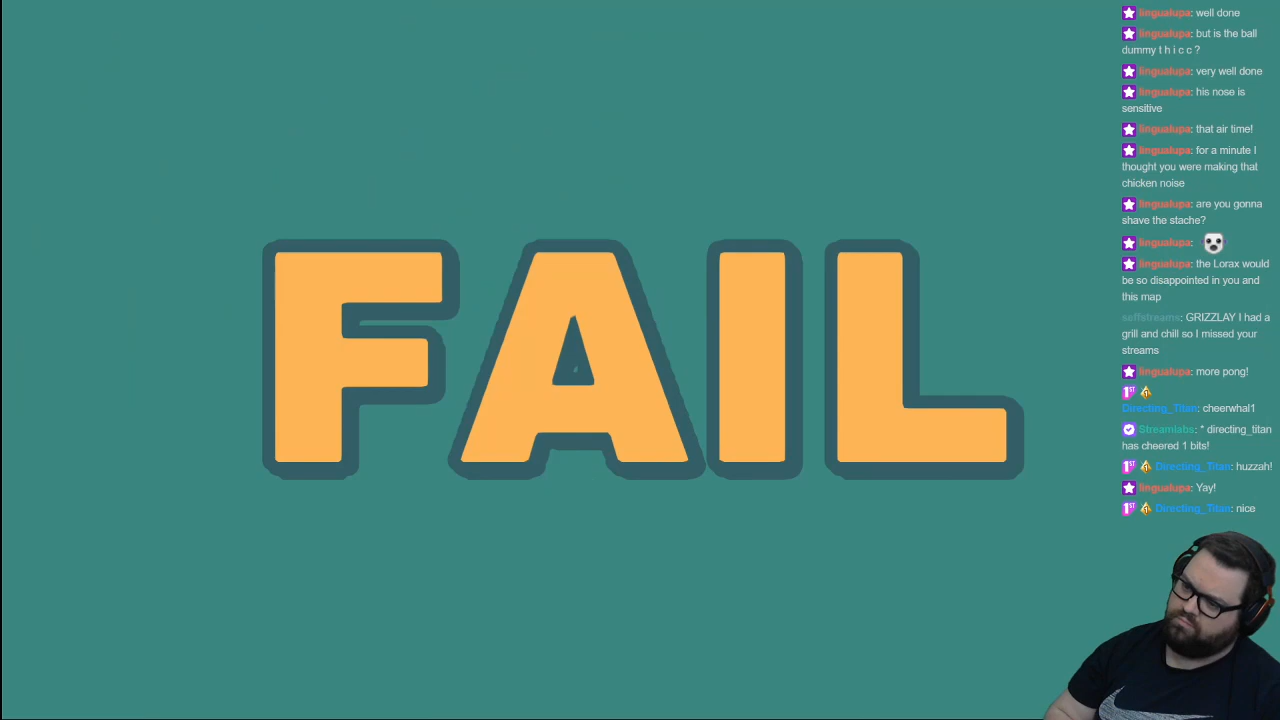 FAIL
lingualupa: well done
lingualupa: but is the ball
dummy t h i c c ?
lingualupa: very well done
lingualupa: his nose is
sensitive
lingualupa: that air time!
lingualupa: for a minute I
thought you were making that
chicken noise
lingualupa: are you gonna
shave the stache?
lingualupa:
lingualupa: the Lorax would
be so disappointed in you and
this map
seffstreams: GRIZZLAY I had a
grill and chill so I missed your
streams
lingualupa: more pong!
1ST
Directing_Titan: cheerwhal1
Streamlabs: * directing_titan
has cheered 1 bits!
1ST Directing_Titan: huzzah!
lingualupa: Yay!
1ST Directing_Titan: nice